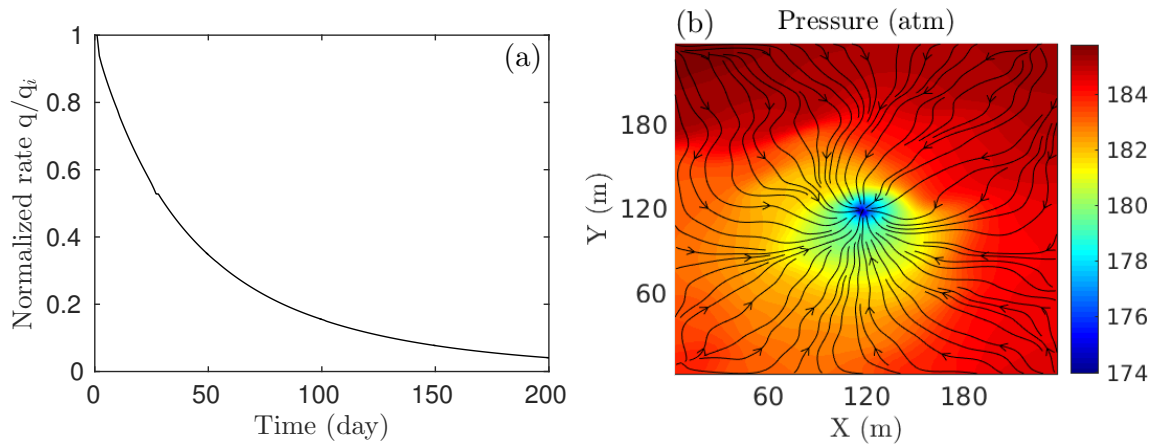 (a)
Normalized rate q/qᵢ
1
0.8
0.6
0.4
0.2
0
0 50 100 150 200
Time (day)
(b) Pressure (atm)
Y (m)
180
120
60
60 120 180
X (m)
184
182
180
178
176
174